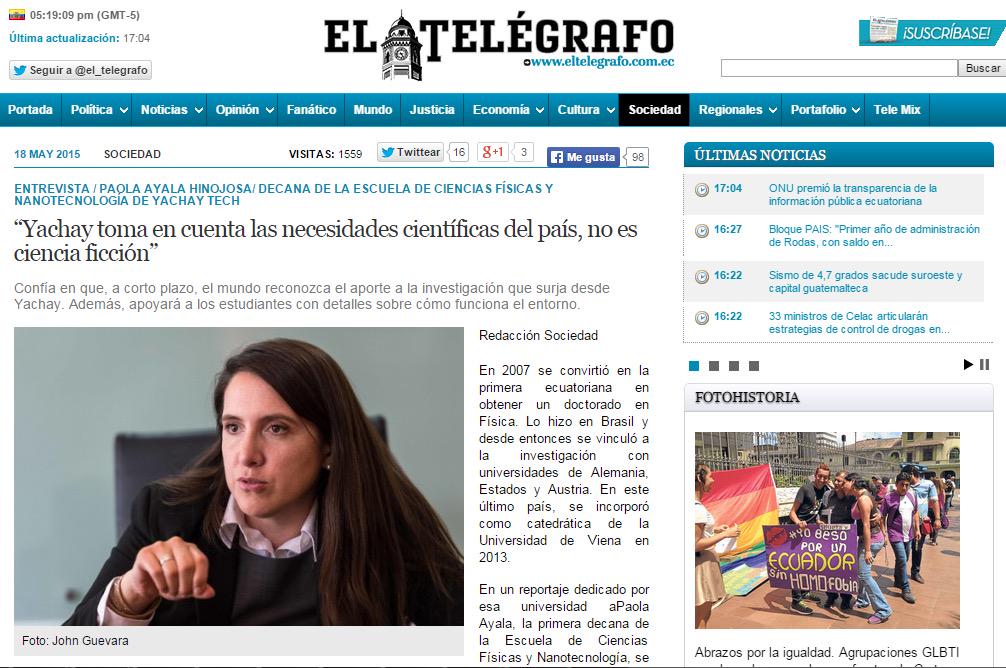 05:19:09 pm (GMT-5)
Última actualización: 17:04
Seguir a @el_telegrafo
EL TELÉGRAFO
www.eltelegrafo.com.ec
¡SUSCRÍBASE!
Buscar
Portada Política Noticias Opinión Fanático Mundo Justicia Economía Cultura Sociedad Regionales Portafolio Tele Mix
18 MAY 2015 SOCIEDAD VISITAS: 1559 Twittear 16 g+1 3 Me gusta 98
ENTREVISTA / PAOLA AYALA HINOJOSA/ DECANA DE LA ESCUELA DE CIENCIAS FÍSICAS Y
NANOTECNOLOGÍA DE YACHAY TECH
“Yachay toma en cuenta las necesidades científicas del país, no es
ciencia ficción”
Confía en que, a corto plazo, el mundo reconozca el aporte a la investigación que surja desde
Yachay. Además, apoyará a los estudiantes con detalles sobre cómo funciona el entorno.
Foto: John Guevara
Redacción Sociedad
En 2007 se convirtió en la
primera ecuatoriana en
obtener un doctorado en
Física. Lo hizo en Brasil y
desde entonces se vinculó a
la investigación con
universidades de Alemania,
Estados y Austria. En este
último país, se incorporó
como catedrática de la
Universidad de Viena en
2013.
En un reportaje dedicado por
esa universidad aPaola
Ayala, la primera decana de
la Escuela de Ciencias
Físicas y Nanotecnología, se
ÚLTIMAS NOTICIAS
17:04 ONU premió la transparencia de la
información pública ecuatoriana
16:27 Bloque PAIS: "Primer año de administración
de Rodas, con saldo en...
16:22 Sismo de 4,7 grados sacude suroeste y
capital guatemalteca
16:22 33 ministros de Celac articularán
estrategias de control de drogas en...
FOTOHISTORIA
#YO BESO
POR UN
ECUADOR
SIN HOMOFOBIA
Abrazos por la igualdad. Agrupaciones GLBTI